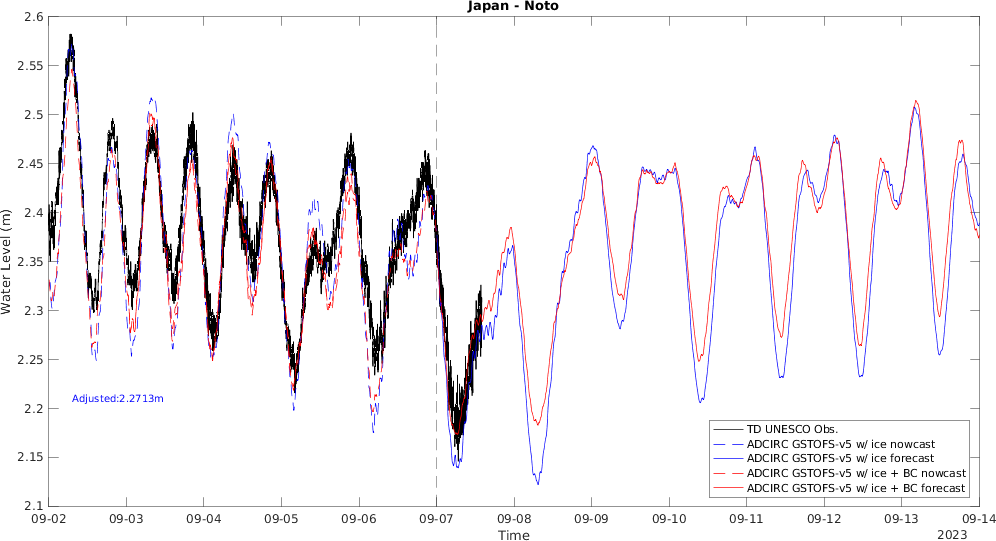 Japan - Noto
Water Level (m)
2.6
2.55
2.5
2.45
2.4
2.35
2.3
2.25
2.2
2.15
2.1
Adjusted:2.2713m
TD UNESCO Obs.
ADCIRC GSTOFS-v5 w/ ice nowcast
ADCIRC GSTOFS-v5 w/ ice forecast
ADCIRC GSTOFS-v5 w/ ice + BC nowcast
ADCIRC GSTOFS-v5 w/ ice + BC forecast
09-02 09-03 09-04 09-05 09-06 09-07 09-08 09-09 09-10 09-11 09-12 09-13 09-14
Time
2023